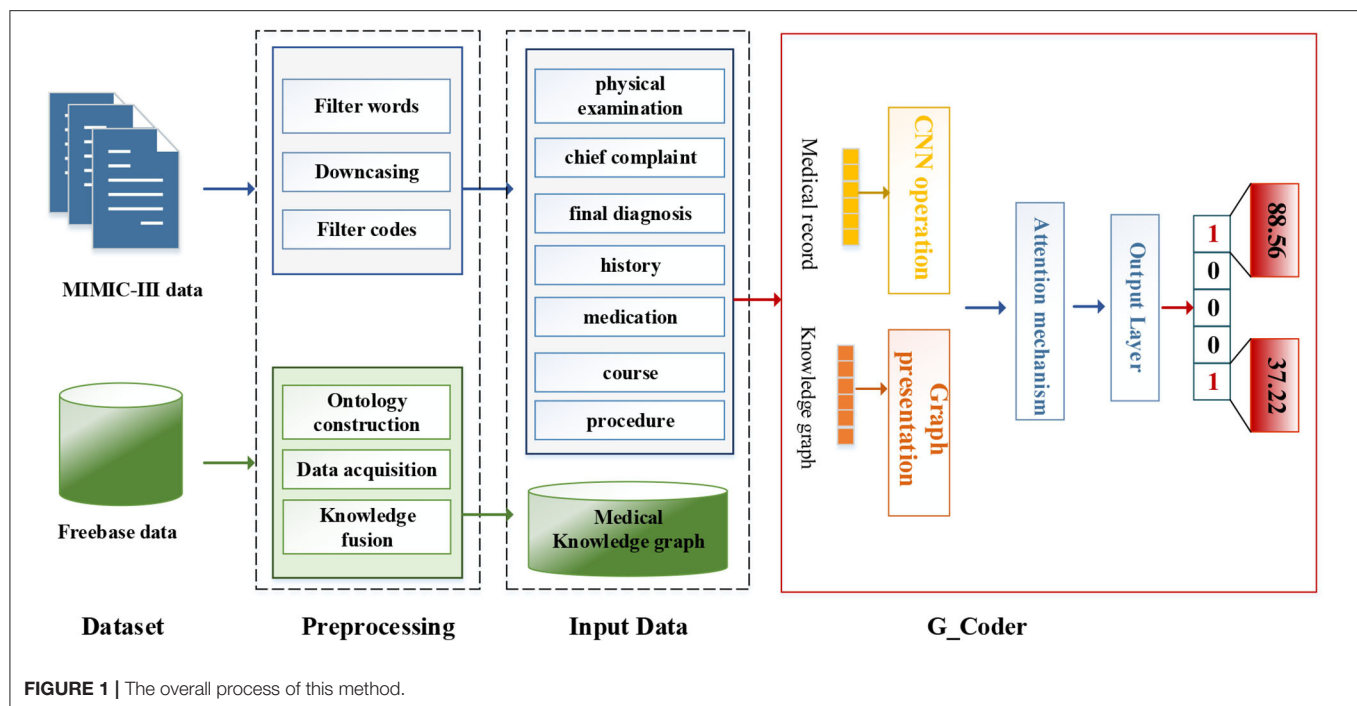 MIMIC-III data
Freebase data
Dataset
Filter words
Downcasing
Filter codes
Ontology
construction
Data acquisition
Knowledge
fusion
Preprocessing
physical
examination
chief complaint
final diagnosis
history
medication
course
procedure
Medical
Knowledge graph
Input Data
Medical record
CNN operation
Knowledge graph
Graph
presentation
Attention mechanism
Output Layer
1
0
0
0
1
88.56
37.22
G_Coder
FIGURE 1 | The overall process of this method.